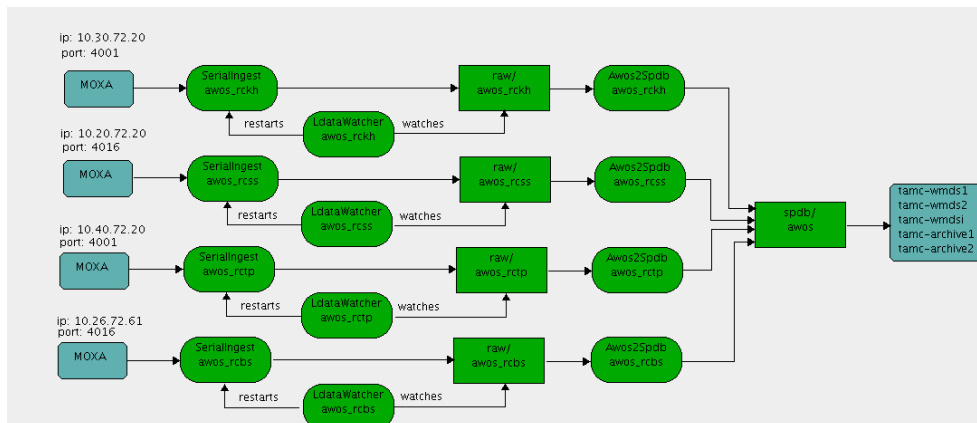 ip: 10.30.72.20
port: 4001
MOXA
SerialIngest
awos_rckh
raw/
awos_rckh
Awos2Spdb
awos_rckh
restarts
LdataWatcher
awos_rckh
watches
ip: 10.20.72.20
port: 4016
MOXA
SerialIngest
awos_rcss
raw/
awos_rcss
Awos2Spdb
awos_rcss
restarts
LdataWatcher
awos_rcss
watches
ip: 10.40.72.20
port: 4001
MOXA
SerialIngest
awos_rctp
raw/
awos_rctp
Awos2Spdb
awos_rctp
restarts
LdataWatcher
awos_rctp
watches
ip: 10.26.72.61
port: 4016
MOXA
SerialIngest
awos_rcbs
raw/
awos_rcbs
Awos2Spdb
awos_rcbs
restarts
LdataWatcher
awos_rcbs
watches
spdb/
awos
tamc-wmds1
tamc-wmds2
tamc-wmdsi
tamc-archive1
tamc-archive2